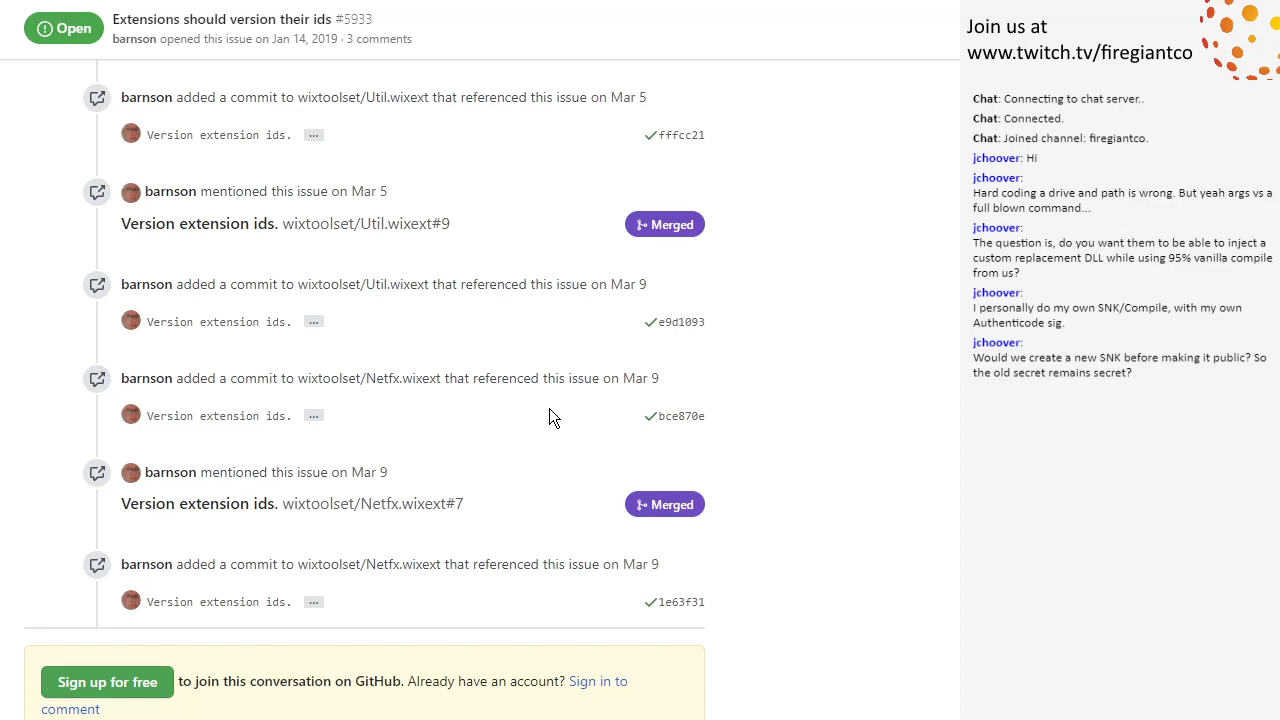 Open
Extensions should version their ids #5933
barnson opened this issue on Jan 14, 2019 · 3 comments
barnson added a commit to wixtoolset/Util.wixext that referenced this issue on Mar 5
Version extension ids. ...
fffcc21
barnson mentioned this issue on Mar 5
Version extension ids. wixtoolset/Util.wixext#9
Merged
barnson added a commit to wixtoolset/Util.wixext that referenced this issue on Mar 9
Version extension ids. ...
e9d1093
barnson added a commit to wixtoolset/Netfx.wixext that referenced this issue on Mar 9
Version extension ids. ...
bce870e
barnson mentioned this issue on Mar 9
Version extension ids. wixtoolset/Netfx.wixext#7
Merged
barnson added a commit to wixtoolset/Netfx.wixext that referenced this issue on Mar 9
Version extension ids. ...
1e63f31
Sign up for free to join this conversation on GitHub. Already have an account? Sign in to
comment
Join us at
www.twitch.tv/firegiantco
Chat: Connecting to chat server..
Chat: Connected.
Chat: Joined channel: firegiantco.
jchoover: Hi
jchoover:
Hard coding a drive and path is wrong. But yeah args vs a
full blown command...
jchoover:
The question is, do you want them to be able to inject a
custom replacement DLL while using 95% vanilla compile
from us?
jchoover:
I personally do my own SNK/Compile, with my own
Authenticode sig.
jchoover:
Would we create a new SNK before making it public? So
the old secret remains secret?